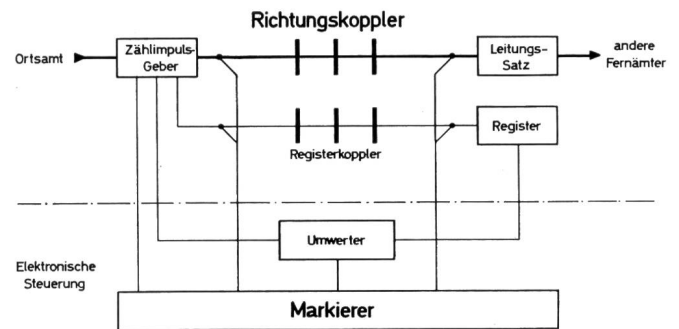 Richtungskoppler
Ortsamt
Zählimpuls-
Geber
Leitungs-
Satz
andere
Fernämter
Registerkoppler
Register
Umwerter
Elektronische
Steuerung
Markierer